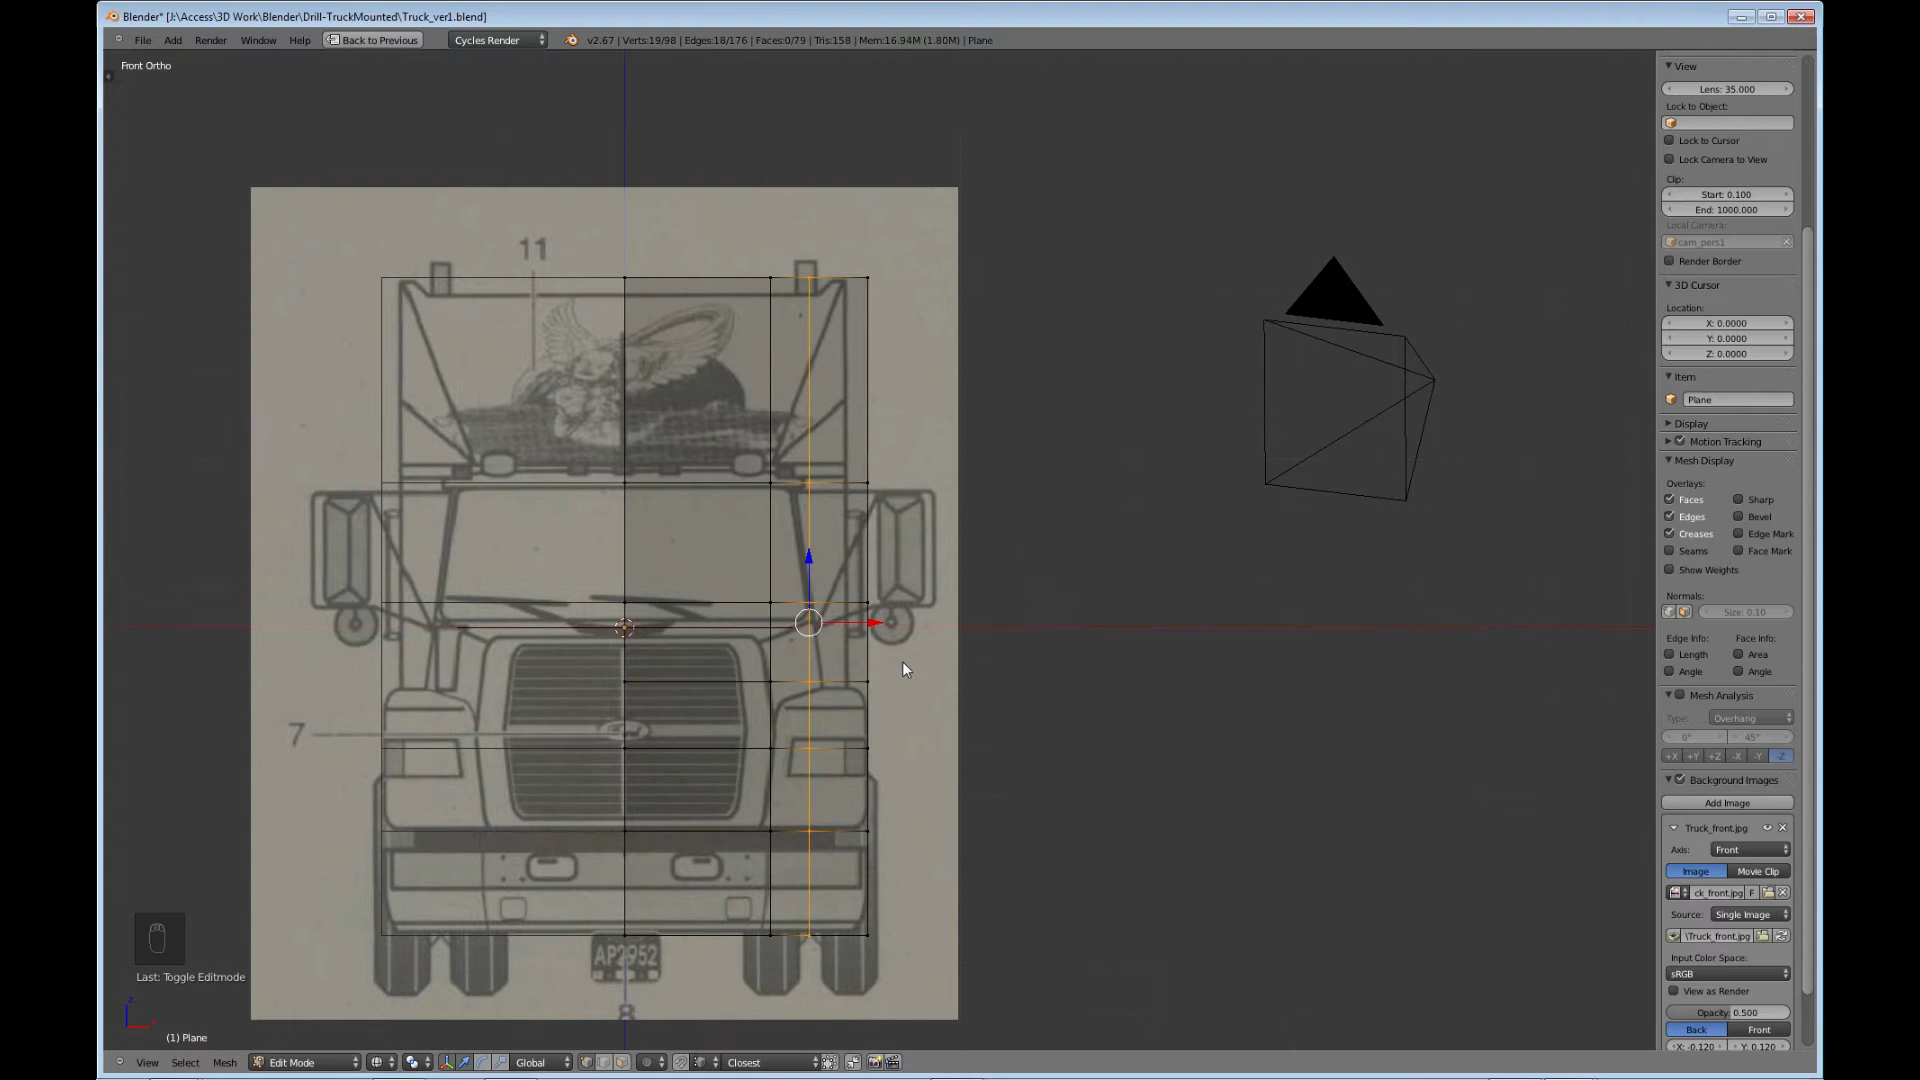 Blender* [J:\Access\3D Work\Blender\Drill-TruckMounted\Truck_ver1.blend]
File Add Render Window Help Back to Previous Cycles Render v2.67 | Verts:19/98 | Edges:18/176 | Faces:0/79 | Tris:158 | Mem:16.94M (1.80M) | Plane
Front Ortho
View
Lens: 35.000
Lock to Object:
Lock to Cursor
Lock Camera to View
Clip:
Start: 0.100
End: 1000.000
Local Camera:
cam_pers1
Render Border
3D Cursor
Location:
X: 0.0000
Y: 0.0000
Z: 0.0000
Item
Plane
Display
Motion Tracking
Mesh Display
Overlays:
Faces Sharp
Edges Bevel
Creases Edge Mark
Seams Face Mark
Show Weights
Normals:
Size: 0.10
Edge Info: Face Info:
Length Area
Angle Angle
Mesh Analysis
Type: Overhang
0° 45°
+X +Y +Z -X -Y -Z
Background Images
Add Image
Truck_front.jpg
Axis: Front
Image Movie Clip
ck_front.jpg F
Source: Single Image
\Truck_front.jpg
Input Color Space:
sRGB
View as Render
Opacity: 0.500
Back Front
X: -0.120 Y: 0.120
11
7
AP2952
8
Last: Toggle Editmode
z
(1) Plane
View Select Mesh Edit Mode Global Closest